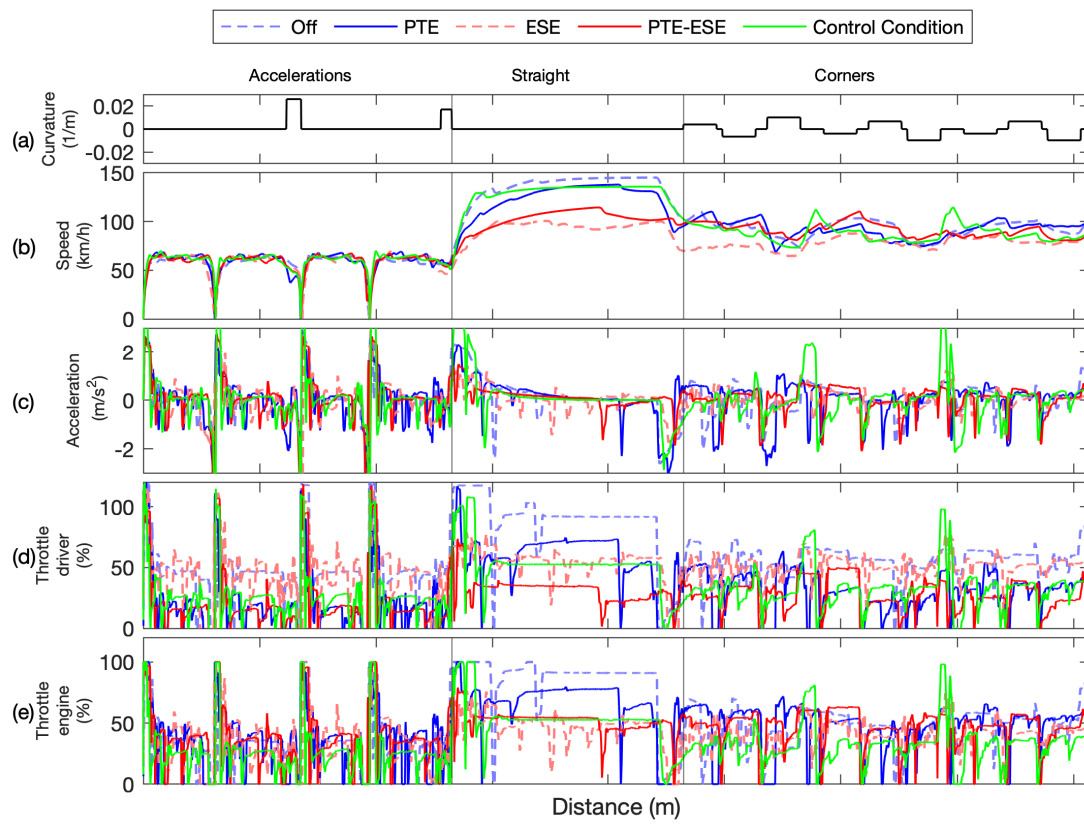 Off PTE ESE PTE-ESE Control Condition
Accelerations Straight Corners
(a)
Curvature
(1/m)
0.02
0
-0.02
(b)
Speed
(km/h)
150
100
50
0
(c)
Acceleration
(m/s²)
2
0
-2
(d)
Throttle
driver
(%)
100
50
0
(e)
Throttle
engine
(%)
100
50
0
Distance (m)